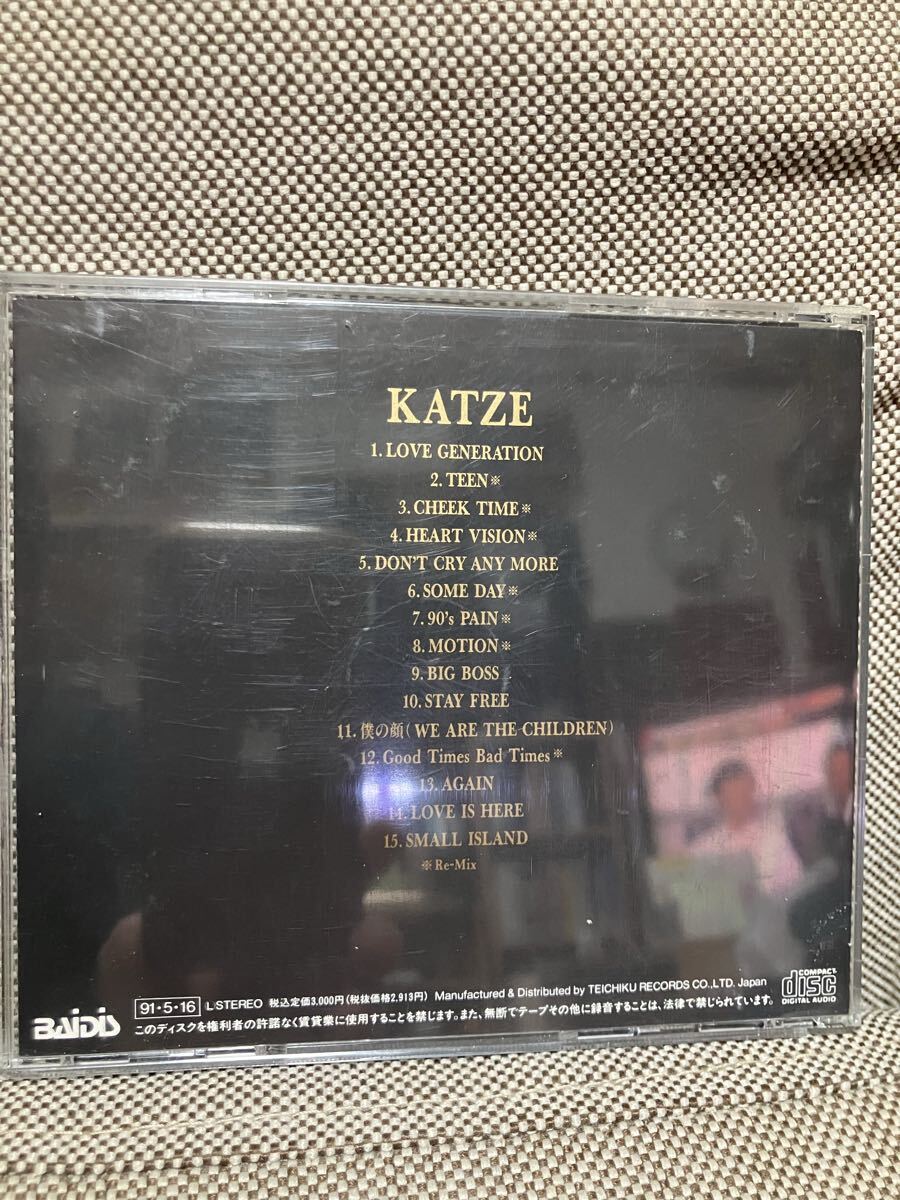 KATZE
1. LOVE GENERATION
2. TEEN※
3. CHEEK TIME※
4. HEART VISION※
5. DON'T CRY ANY MORE
6. SOME DAY※
7. 90's PAIN※
8. MOTION※
9. BIG BOSS
10. STAY FREE
11. 僕の顔(WE ARE THE CHILDREN)
12. Good Times Bad Times※
13. AGAIN
14. LOVE IS HERE
15. SMALL ISLAND
※Re-Mix
BAIDIS
91・5・16 L/STEREO 税込定価3,000円(税抜価格2,913円) Manufactured & Distributed by TEICHIKU RECORDS CO.,LTD. Japan
このディスクを権利者の許諾なく賃貸業に使用することを禁じます。また、無断でテープその他に録音することは、法律で禁じられています。
COMPACT
disc
DIGITAL AUDIO